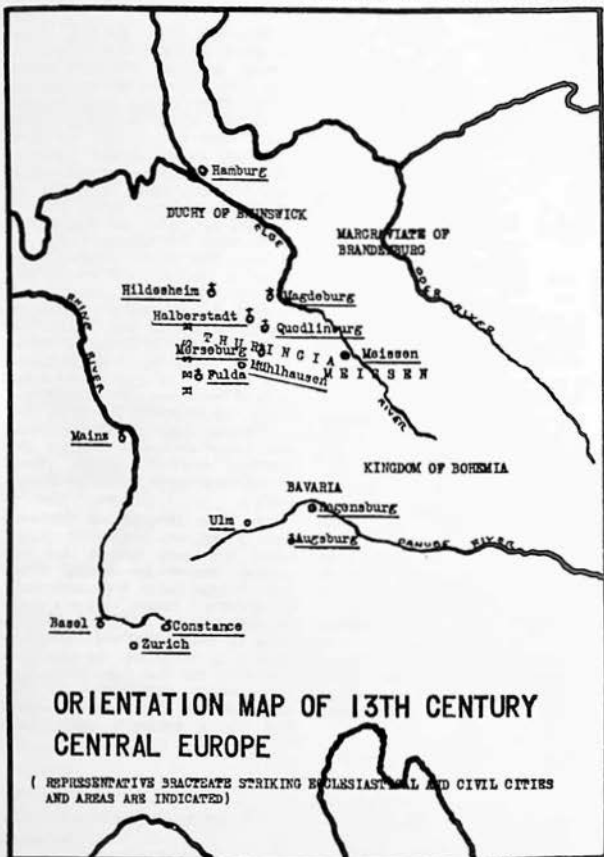 Hamburg
DUCHY OF BRUNSWICK
ELBE
MARGRAVIATE OF
BRANDENBURG
ODER RIVER
Hildesheim
Magdeburg
RHINE
RIVER
Halberstadt
Quedlinburg
THURINGIA
Merseburg
Meissen
Mühlhausen
MEISSEN
Fulda
RIVER
Mainz
KINGDOM OF BOHEMIA
BAVARIA
Regensburg
Ulm
Augsburg
DANUBE RIVER
Basel
Constance
Zurich
ORIENTATION MAP OF 13TH CENTURY
CENTRAL EUROPE
( REPRESENTATIVE BRACTEATE STRIKING ECCLESIASTICAL AND CIVIL CITIES
AND AREAS ARE INDICATED)